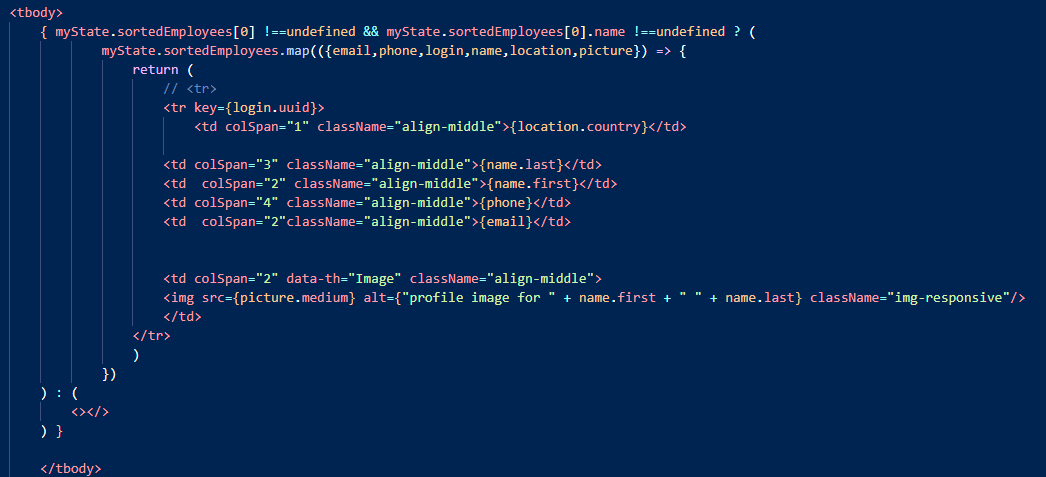 <tbody>
{ myState.sortedEmployees[0] !==undefined && myState.sortedEmployees[0].name !==undefined ? (
myState.sortedEmployees.map(({email,phone,login,name,location,picture}) => {
return (
// <tr>
<tr key={login.uuid}>
<td colSpan="1" className="align-middle">{location.country}</td>
<td colSpan="3" className="align-middle">{name.last}</td>
<td  colSpan="2" className="align-middle">{name.first}</td>
<td colSpan="4" className="align-middle">{phone}</td>
<td  colSpan="2"className="align-middle">{email}</td>
<td colSpan="2" data-th="Image" className="align-middle">
<img src={picture.medium} alt={"profile image for " + name.first + " " + name.last} className="img-responsive"/>
</td>
</tr>
)
})
) : (
<></>
) }
</tbody>